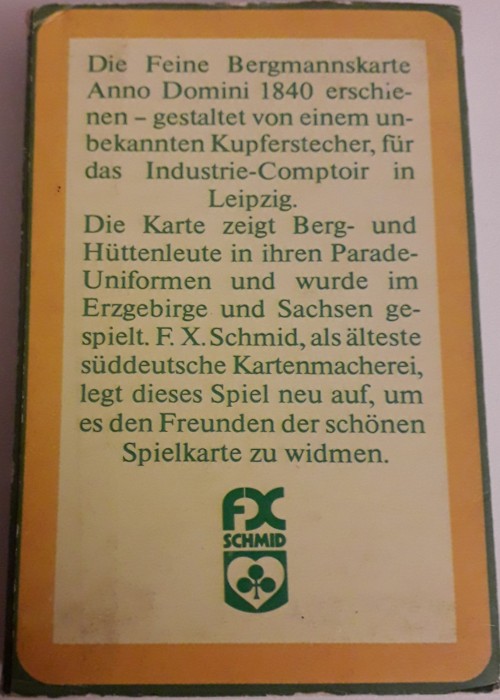 Die Feine Bergmannskarte
Anno Domini 1840 erschie-
nen – gestaltet von einem un-
bekannten Kupferstecher, für
das Industrie-Comptoir in
Leipzig.
Die Karte zeigt Berg- und
Hüttenleute in ihren Parade-
Uniformen und wurde im
Erzgebirge und Sachsen ge-
spielt. F. X. Schmid, als älteste
süddeutsche Kartenmacherei,
legt dieses Spiel neu auf, um
es den Freunden der schönen
Spielkarte zu widmen.
FX
SCHMID